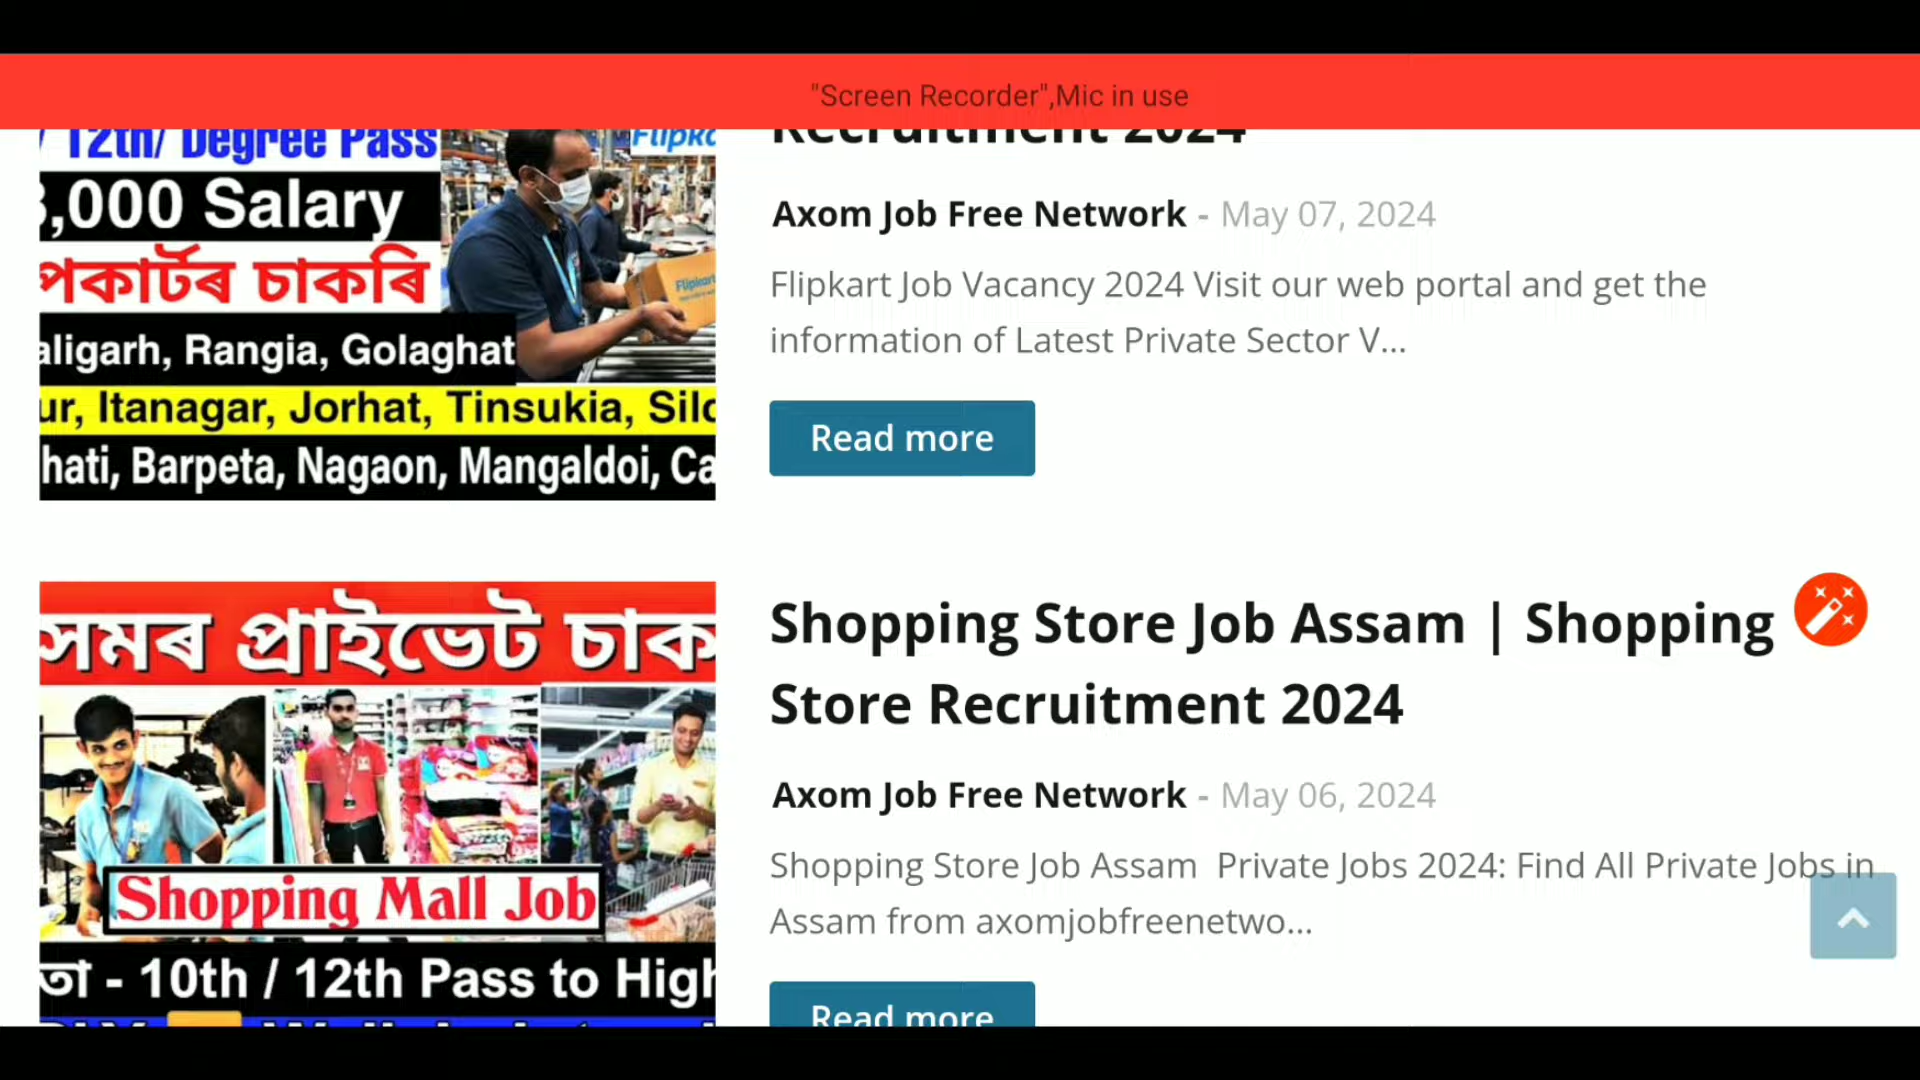 "Screen Recorder",Mic in use
/ 12th/ Degree Pass
,000 Salary
পকাৰ্টৰ চাকৰি
aligarh, Rangia, Golaghat
ur, Itanagar, Jorhat, Tinsukia, Silc
hati, Barpeta, Nagaon, Mangaldoi, Ca
Flipkart
Recruitment 2024
Axom Job Free Network - May 07, 2024
Flipkart Job Vacancy 2024 Visit our web portal and get the
information of Latest Private Sector V...
Read more
সমৰ প্ৰাইভেট চাক
Shopping Mall Job
তা - 10th / 12th Pass to High
Shopping Store Job Assam | Shopping
Store Recruitment 2024
Axom Job Free Network - May 06, 2024
Shopping Store Job Assam Private Jobs 2024: Find All Private Jobs in
Assam from axomjobfreenetwo...
Read more